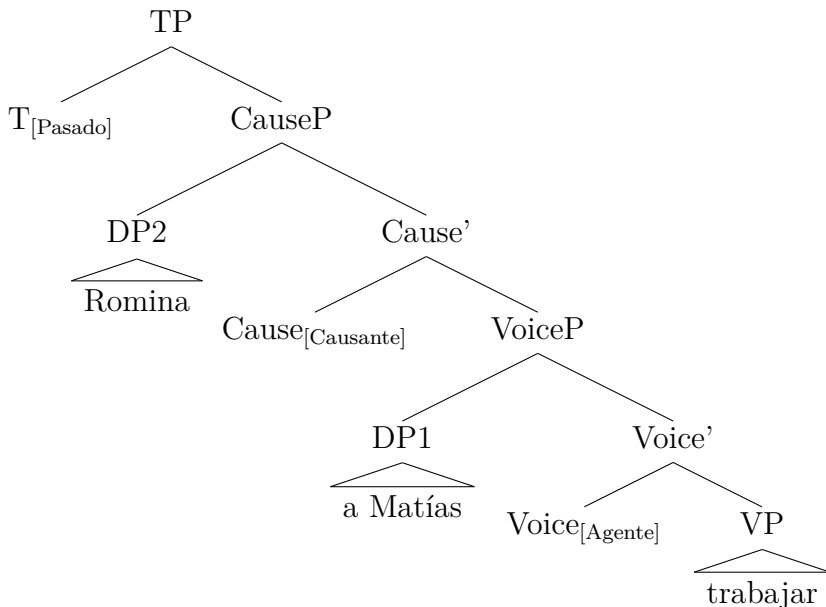 TP
T[Pasado] CauseP
DP2 Cause'
Romina
Cause[Causante] VoiceP
DP1 Voice'
a Matías
Voice[Agente] VP
trabajar